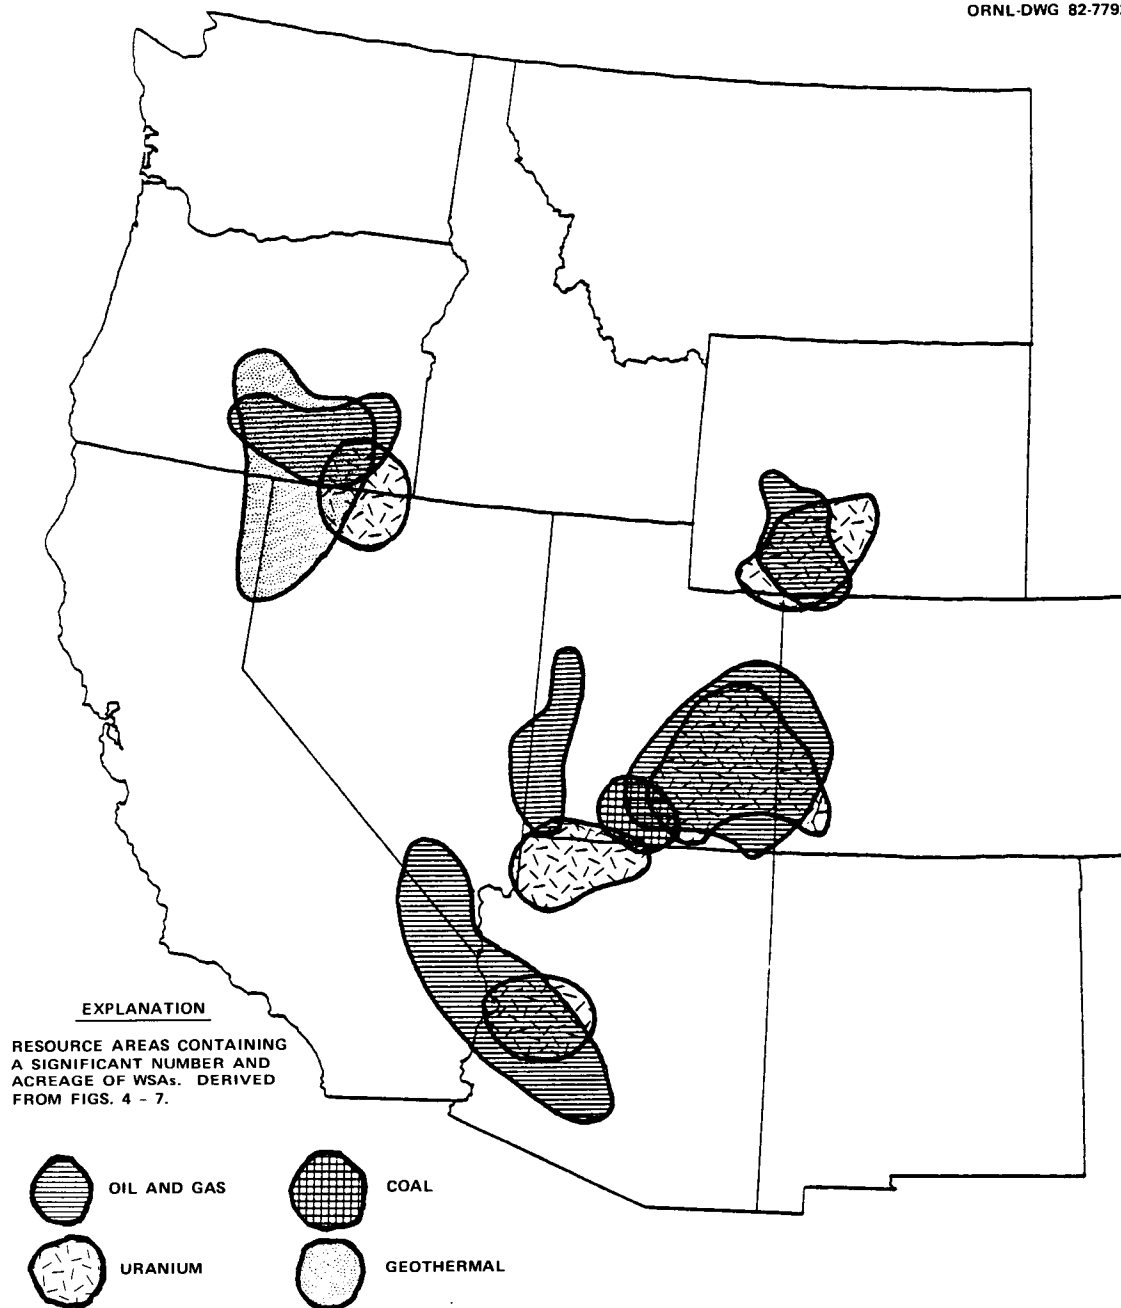 ORNL-DWG 82-779
EXPLANATION
RESOURCE AREAS CONTAINING
A SIGNIFICANT NUMBER AND
ACREAGE OF WSAs. DERIVED
FROM FIGS. 4 - 7.
OIL AND GAS
COAL
URANIUM
GEOTHERMAL